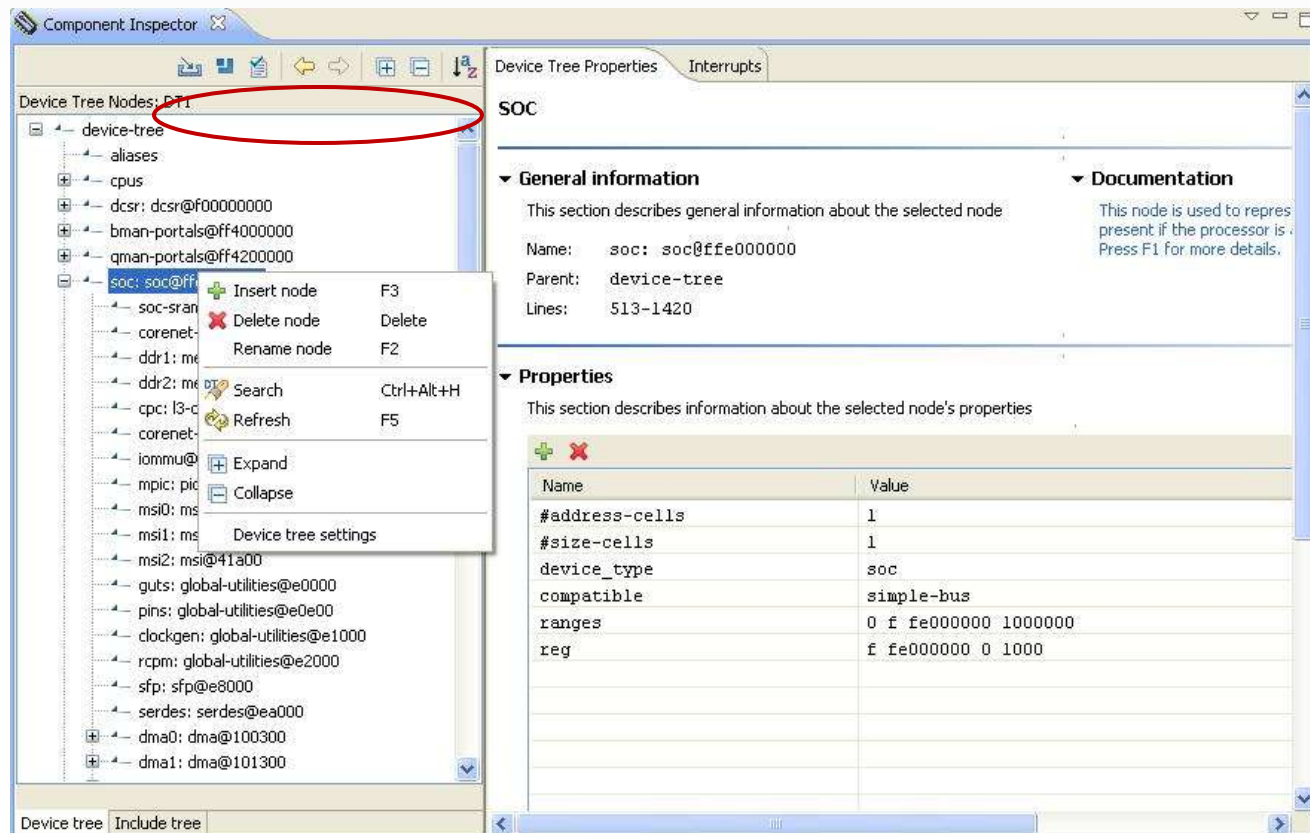 Component Inspector
Device Tree Nodes: DT1
device-tree
aliases
cpus
dcsr: dcsr@f00000000
bman-portals@ff4000000
qman-portals@ff4200000
soc: soc@ff
soc-sram
corenet-
ddr1: me
ddr2: me
cpc: l3-c
corenet-
iommu@
mpic: pic
msi0: ms
msi1: ms
msi2: msi@41a00
guts: global-utilities@e0000
pins: global-utilities@e0e00
clockgen: global-utilities@e1000
rcpm: global-utilities@e2000
sfp: sfp@e8000
serdes: serdes@ea000
dma0: dma@100300
dma1: dma@101300
Device tree Include tree
Insert node F3
Delete node Delete
Rename node F2
Search Ctrl+Alt+H
Refresh F5
Expand
Collapse
Device tree settings
Device Tree Properties Interrupts
SOC
General information
This section describes general information about the selected node
Name: soc: soc@ffe000000
Parent: device-tree
Lines: 513-1420
Documentation
This node is used to repres
present if the processor is
Press F1 for more details.
Properties
This section describes information about the selected node's properties
Name Value
#address-cells 1
#size-cells 1
device_type soc
compatible simple-bus
ranges 0 f fe000000 1000000
reg f fe000000 0 1000